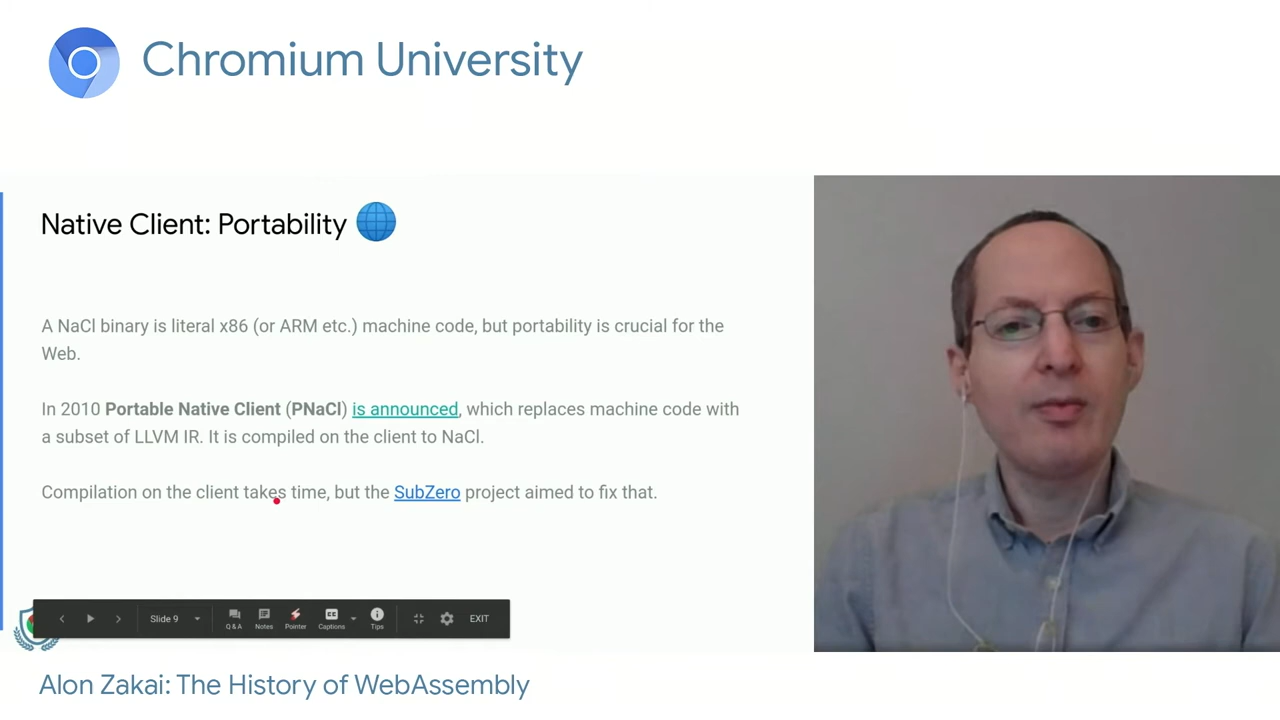 Chromium University
Native Client: Portability
A NaCl binary is literal x86 (or ARM etc.) machine code, but portability is crucial for the
Web.
In 2010 Portable Native Client (PNaCl) is announced, which replaces machine code with
a subset of LLVM IR. It is compiled on the client to NaCl.
Compilation on the client takes time, but the SubZero project aimed to fix that.
Slide 9
Q & A
Notes
Pointer
CC
Captions
Tips
EXIT
Alon Zakai: The History of WebAssembly